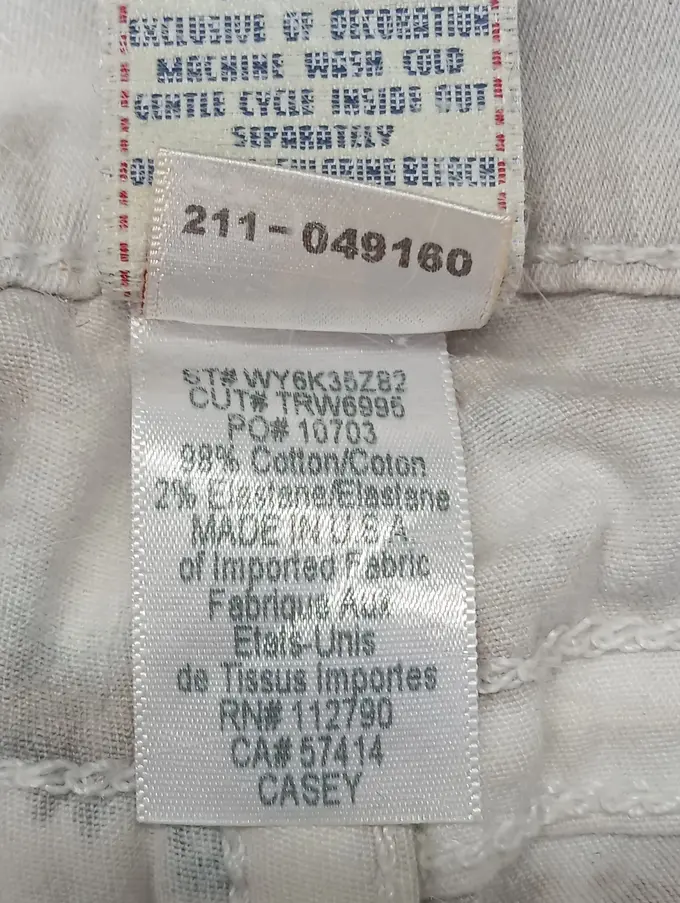 EXCLUSIVE OF DECORATION
MACHINE WASH COLD
GENTLE CYCLE INSIDE OUT
SEPARATELY
CHLORINE BLEACH
211-049160
ST# WY6K35Z82
CUT# TRW6995
PO# 10703
98% Cotton/Coton
2% Elastane/Elastane
MADE IN U.S.A
of Imported Fabric
Fabrique Aux
Etats-Unis
de Tissus Importes
RN# 112790
CA# 57414
CASEY